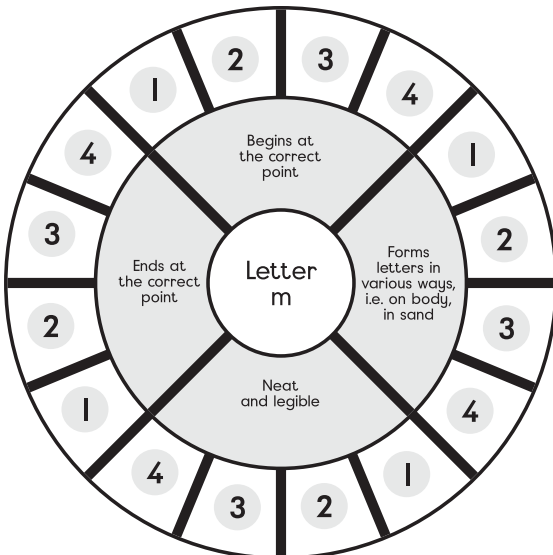 1
2
3
4
1
2
3
4
1
2
3
4
1
2
3
4
Begins at
the correct
point
Forms
letters in
various ways,
i.e. on body,
in sand
Neat
and legible
Ends at
the correct
point
Letter
m